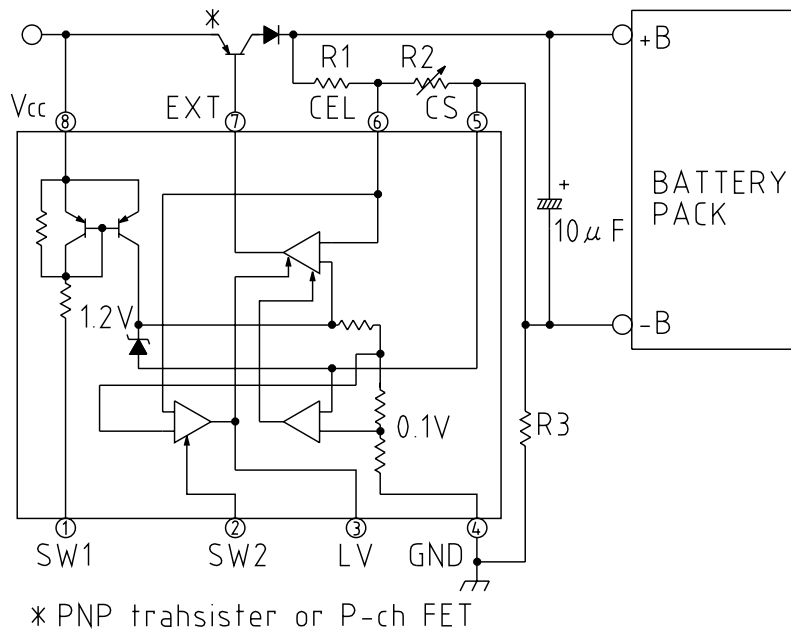 *
+B
R1
R2
Vcc
EXT
CEL
CS
8
7
6
5
BATTERY
PACK
+
10μF
1.2V
-B
0.1V
R3
1
2
3
4
SW1
SW2
LV
GND
* PNP trahsister or P-ch FET